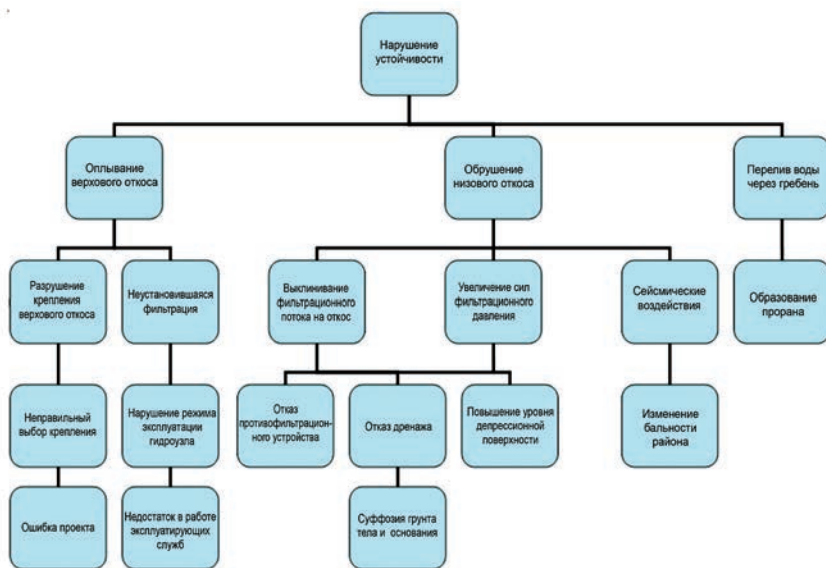 Нарушение
устойчивости
Оплывание
верхового откоса
Обрушение
низового откоса
Перелив воды
через гребень
Разрушение
крепления
верхового откоса
Неустановившаяся
фильтрация
Выклинивание
фильтрационного
потока на откос
Увеличение сил
фильтрационного
давления
Сейсмические
воздействия
Образование
прорана
Неправильный
выбор крепления
Нарушение режима
эксплуатации
гидроузла
Отказ
противофильтрацион-
ного устройства
Отказ дренажа
Повышение уровня
депрессионной
поверхности
Изменение
бальности
района
Ошибка проекта
Недостаток в работе
эксплуатирующих
служб
Суффозия грунта
тела и основания